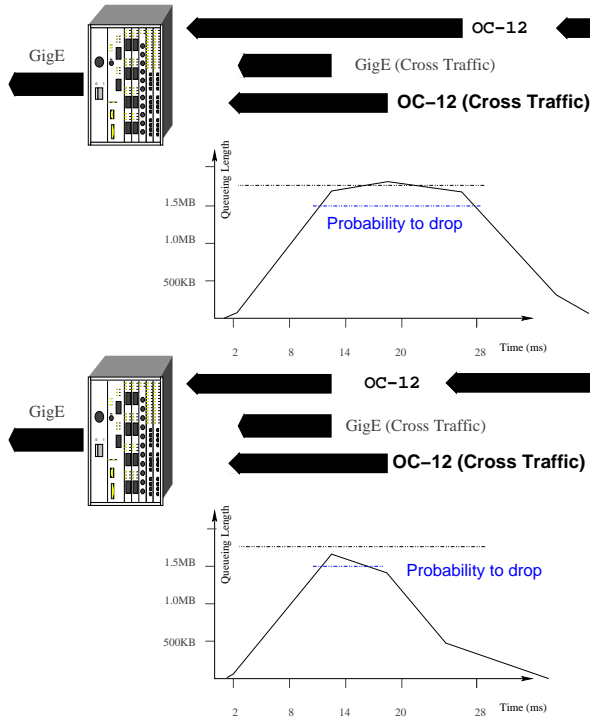 OC−12
GigE
GigE (Cross Traffic)
OC−12 (Cross Traffic)
Queueing Length
1.5MB
Probability to drop
1.0MB
500KB
2 8 14 20 28 Time (ms)
OC−12
GigE
GigE (Cross Traffic)
OC−12 (Cross Traffic)
Queueing Length
1.5MB
Probability to drop
1.0MB
500KB
2 8 14 20 28 Time (ms)